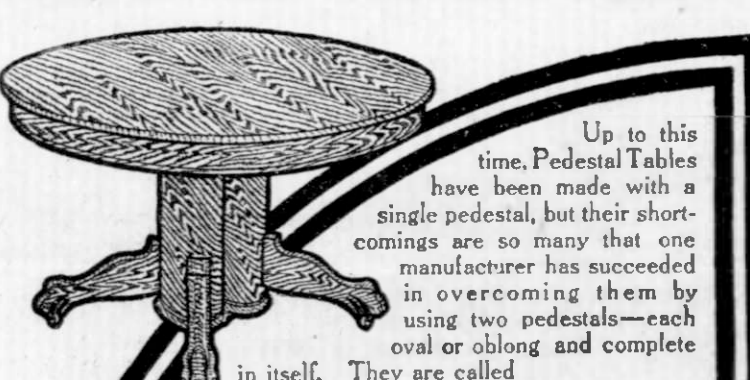 Up to this
time, Pedestal Tables
have been made with a
single pedestal, but their short-
comings are so many that one
manufacturer has succeeded
in overcoming them by
using two pedestals—each
oval or oblong and complete
in itself. They are called